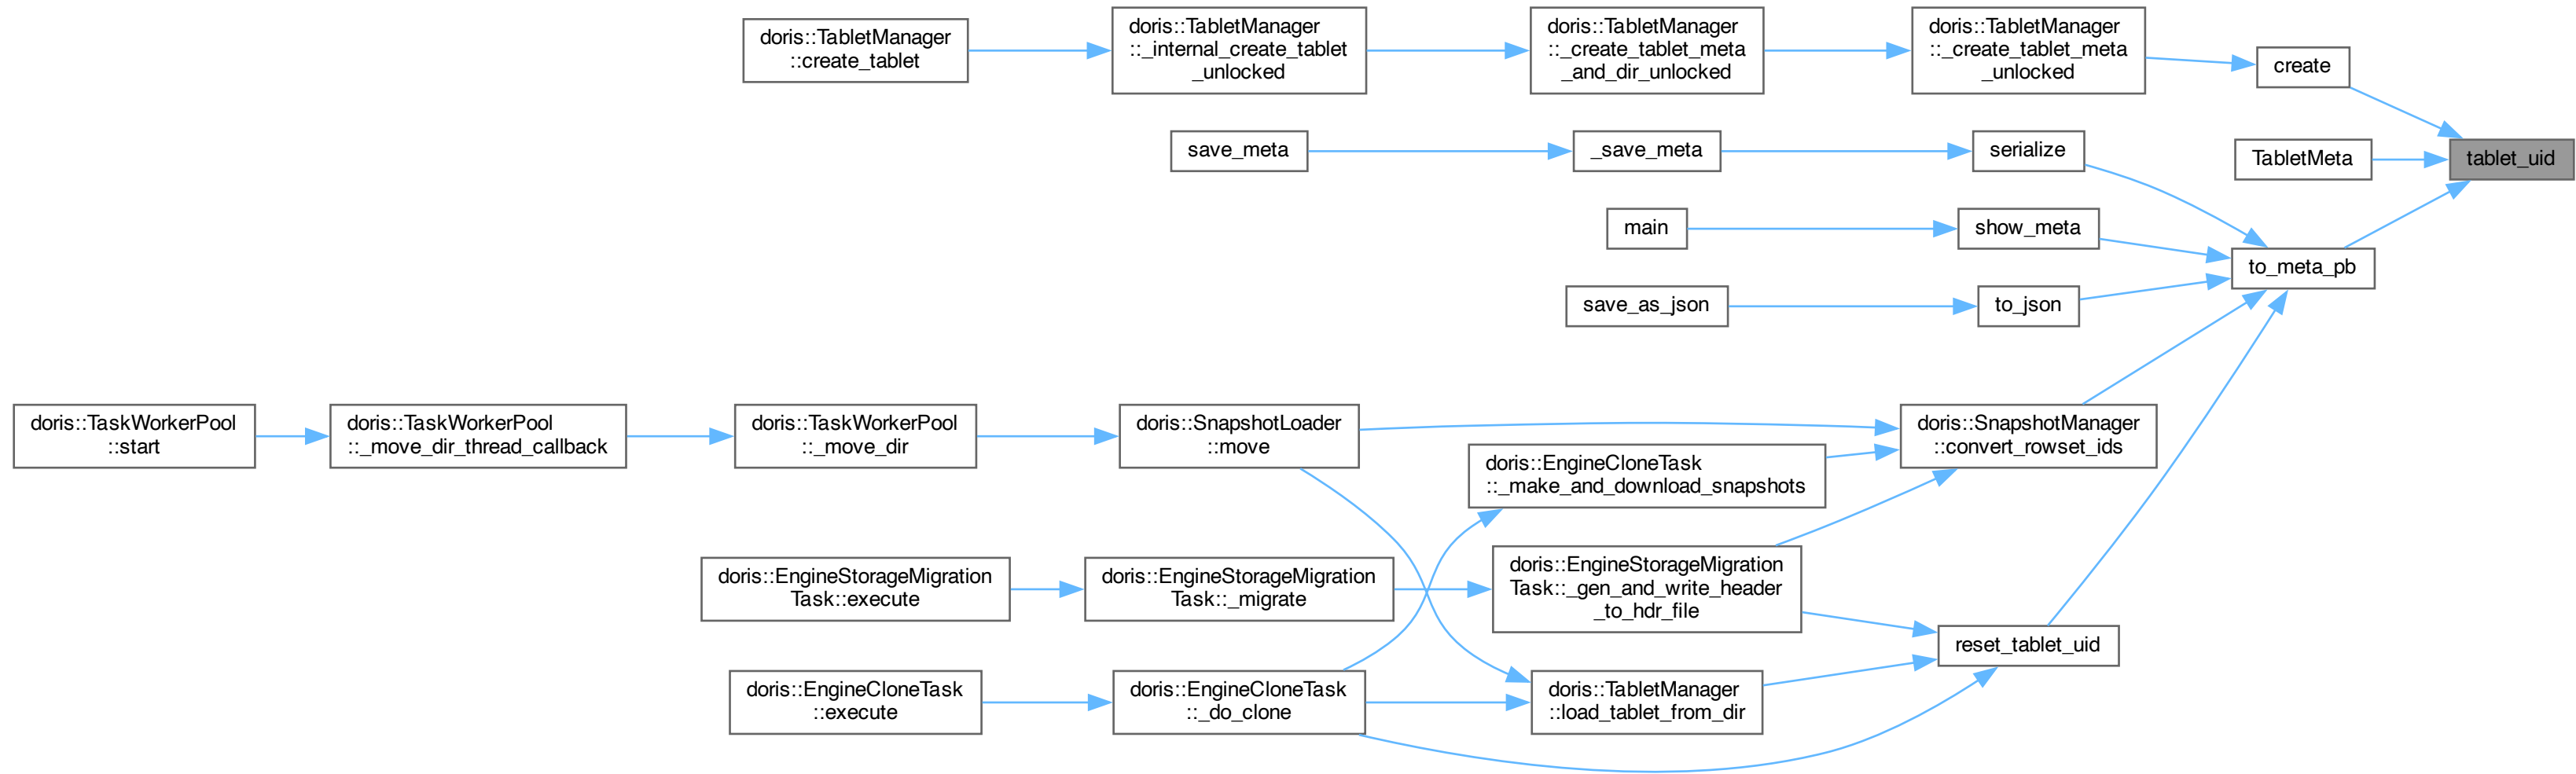 doris::TabletManager
::create_tablet
doris::TabletManager
::_internal_create_tablet
_unlocked
doris::TabletManager
::_create_tablet_meta
_and_dir_unlocked
doris::TabletManager
::_create_tablet_meta
_unlocked
create
save_meta
_save_meta
serialize
TabletMeta
tablet_uid
main
show_meta
to_meta_pb
save_as_json
to_json
doris::TaskWorkerPool
::start
doris::TaskWorkerPool
::_move_dir_thread_callback
doris::TaskWorkerPool
::_move_dir
doris::SnapshotLoader
::move
doris::EngineCloneTask
::_make_and_download_snapshots
doris::SnapshotManager
::convert_rowset_ids
doris::EngineStorageMigration
Task::execute
doris::EngineStorageMigration
Task::_migrate
doris::EngineStorageMigration
Task::_gen_and_write_header
_to_hdr_file
reset_tablet_uid
doris::EngineCloneTask
::execute
doris::EngineCloneTask
::_do_clone
doris::TabletManager
::load_tablet_from_dir